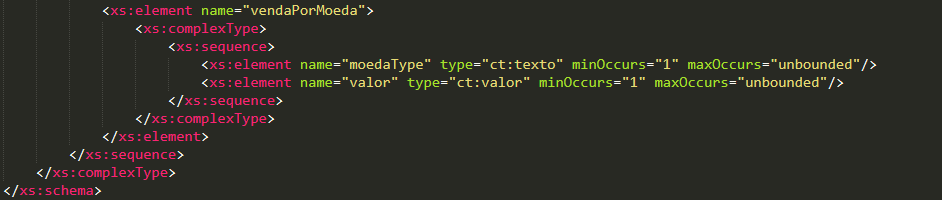 <xs:element name="vendaPorMoeda">
<xs:complexType>
<xs:sequence>
<xs:element name="moedaType" type="ct:texto" minOccurs="1" maxOccurs="unbounded"/>
<xs:element name="valor" type="ct:valor" minOccurs="1" maxOccurs="unbounded"/>
</xs:sequence>
</xs:complexType>
</xs:element>
</xs:sequence>
</xs:complexType>
</xs:schema>